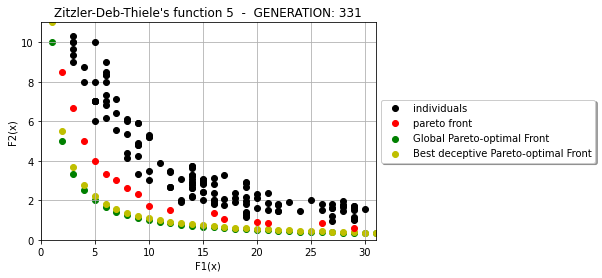 Zitzler-Deb-Thiele's function 5  -  GENERATION: 331
10
8
6
4
2
0
F2(x)
0 5 10 15 20 25 30
F1(x)
individuals
pareto front
Global Pareto-optimal Front
Best deceptive Pareto-optimal Front